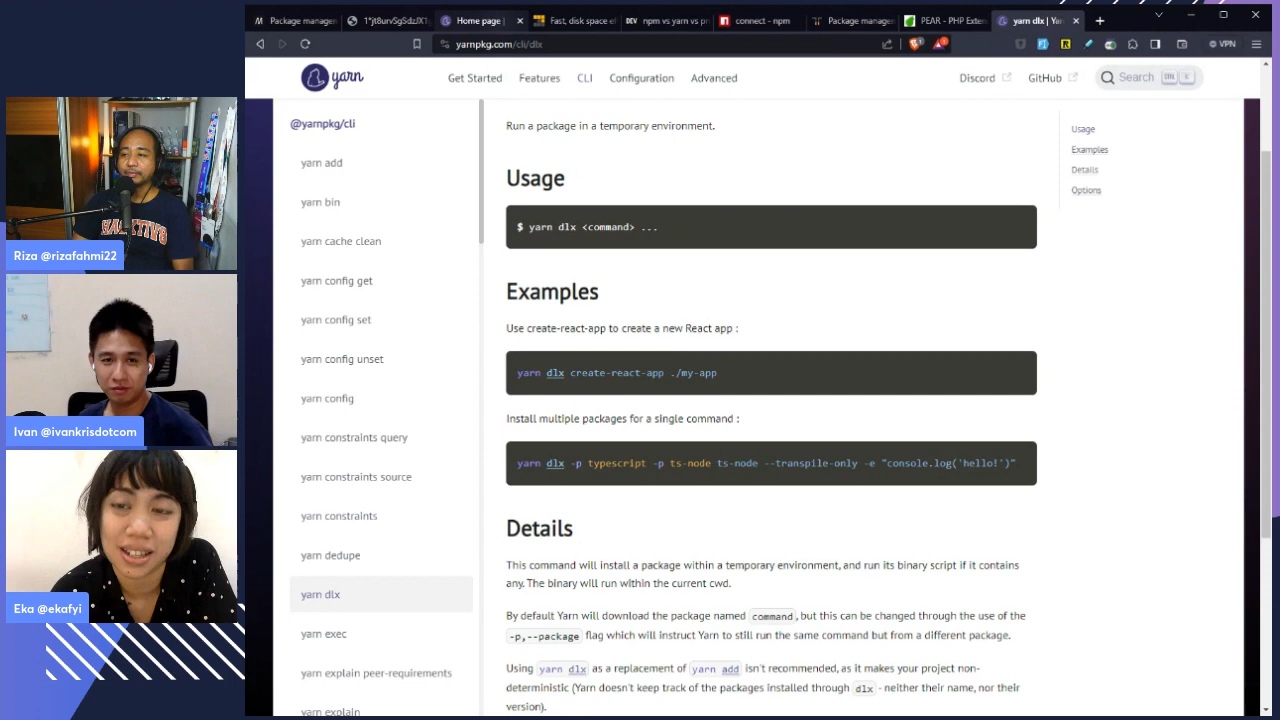 Package manager
1*jt8urvSgSdzJX1
Home page |
Fast, disk space ef
npm vs yarn vs pn
connect - npm
Package manager
PEAR - PHP Exten
yarn dlx | Yarn
yarnpkg.com/cli/dlx
VPN
yarn
Get Started
Features
CLI
Configuration
Advanced
Discord
GitHub
Search
@yarnpkg/cli
yarn add
yarn bin
yarn cache clean
yarn config get
yarn config set
yarn config unset
yarn config
yarn constraints query
yarn constraints source
yarn constraints
yarn dedupe
yarn dlx
yarn exec
yarn explain peer-requirements
yarn explain
Run a package in a temporary environment.
Usage
$ yarn dlx <command> ...
Examples
Use create-react-app to create a new React app :
yarn dlx create-react-app ./my-app
Install multiple packages for a single command :
yarn dlx -p typescript -p ts-node ts-node --transpile-only -e "console.log('hello!')"
Details
This command will install a package within a temporary environment, and run its binary script if it contains
any. The binary will run within the current cwd.
By default Yarn will download the package named command, but this can be changed through the use of the
-p,--package flag which will instruct Yarn to still run the same command but from a different package.
Using yarn dlx as a replacement of yarn add isn't recommended, as it makes your project non-
deterministic (Yarn doesn't keep track of the packages installed through dlx - neither their name, nor their
version).
Usage
Examples
Details
Options
Riza @rizafahmi22
Ivan @ivankrisdotcom
Eka @ekafyi